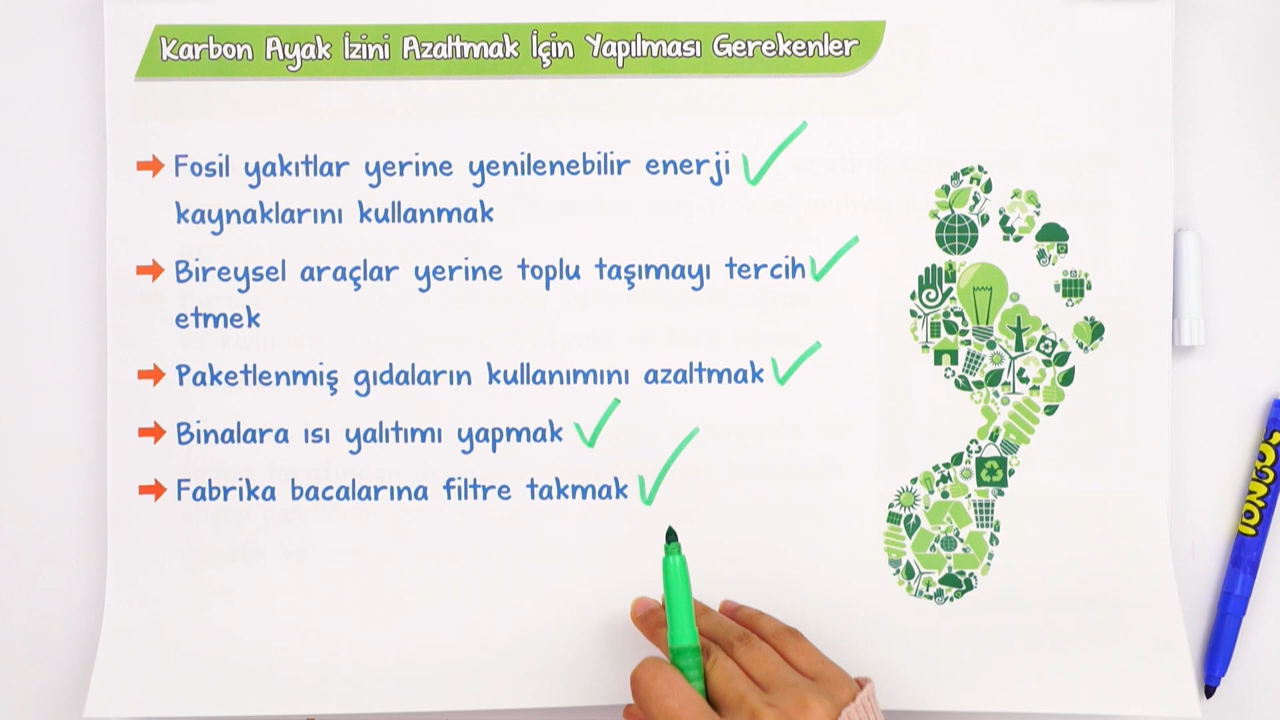 Karbon Ayak İzini Azaltmak İçin Yapılması Gerekenler
Fosil yakıtlar yerine yenilenebilir enerji
kaynaklarını kullanmak
Bireysel araçlar yerine toplu taşımayı tercih
etmek
Paketlenmiş gıdaların kullanımını azaltmak
Binalara ısı yalıtımı yapmak
Fabrika bacalarına filtre takmak